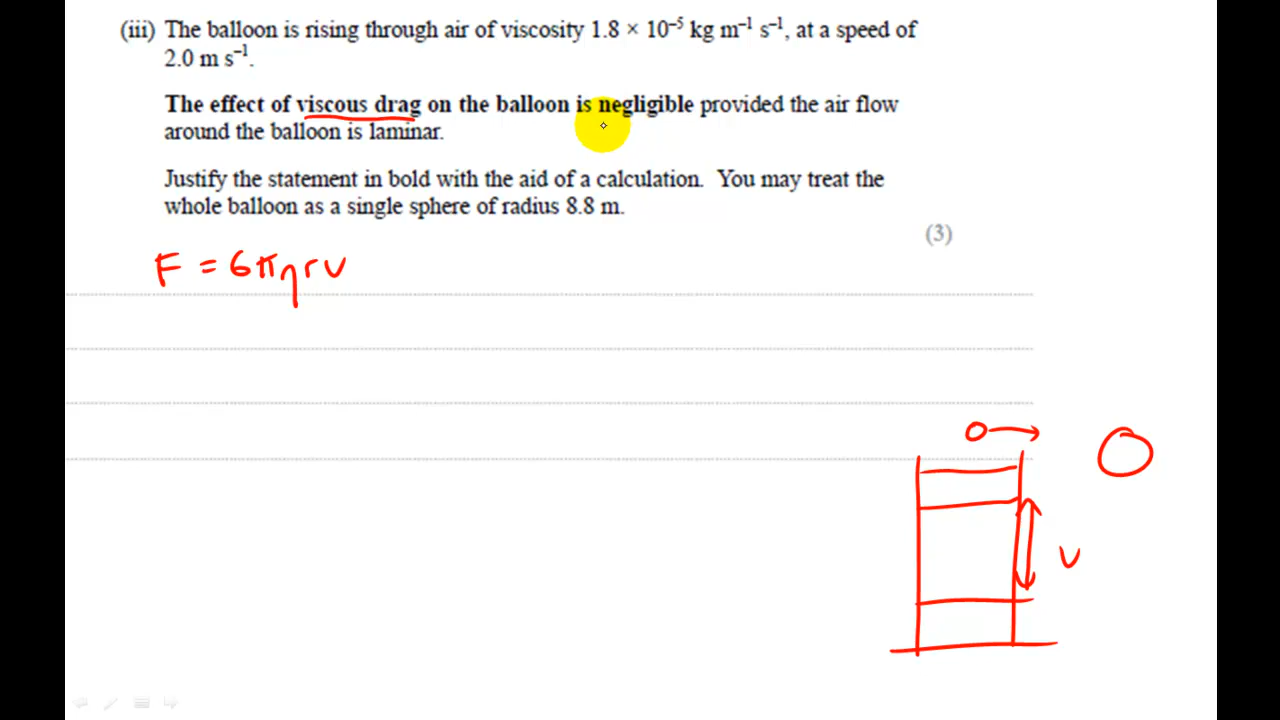 (iii) The balloon is rising through air of viscosity 1.8 × 10⁻⁵ kg m⁻¹ s⁻¹, at a speed of
2.0 m s⁻¹.
The effect of viscous drag on the balloon is negligible provided the air flow
around the balloon is laminar.
Justify the statement in bold with the aid of a calculation. You may treat the
whole balloon as a single sphere of radius 8.8 m.
(3)
F = 6πηrv
v